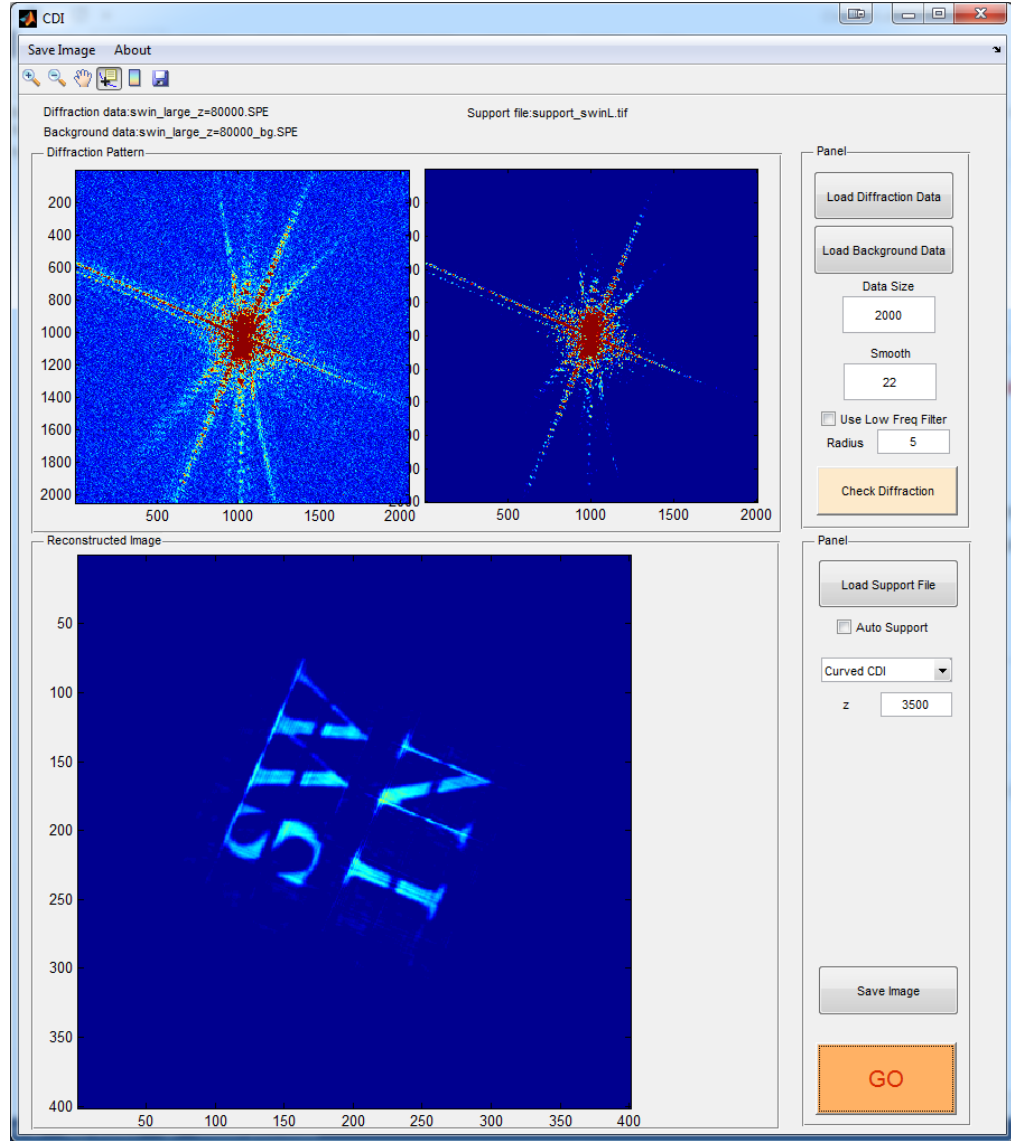 CDI
Save Image About
Diffraction data:swin_large_z=80000.SPE
Support file:support_swinL.tif
Background data:swin_large_z=80000_bg.SPE
Diffraction Pattern
200
400
600
800
1000
1200
1400
1600
1800
2000
500 1000 1500 2000
500 1000 1500 2000
Panel
Load Diffraction Data
Load Background Data
Data Size
2000
Smooth
22
Use Low Freq Filter
Radius 5
Check Diffraction
Reconstructed Image
50
100
150
200
250
300
350
400
50 100 150 200 250 300 350 400
SW
IN
Panel
Load Support File
Auto Support
Curved CDI
z 3500
Save Image
GO